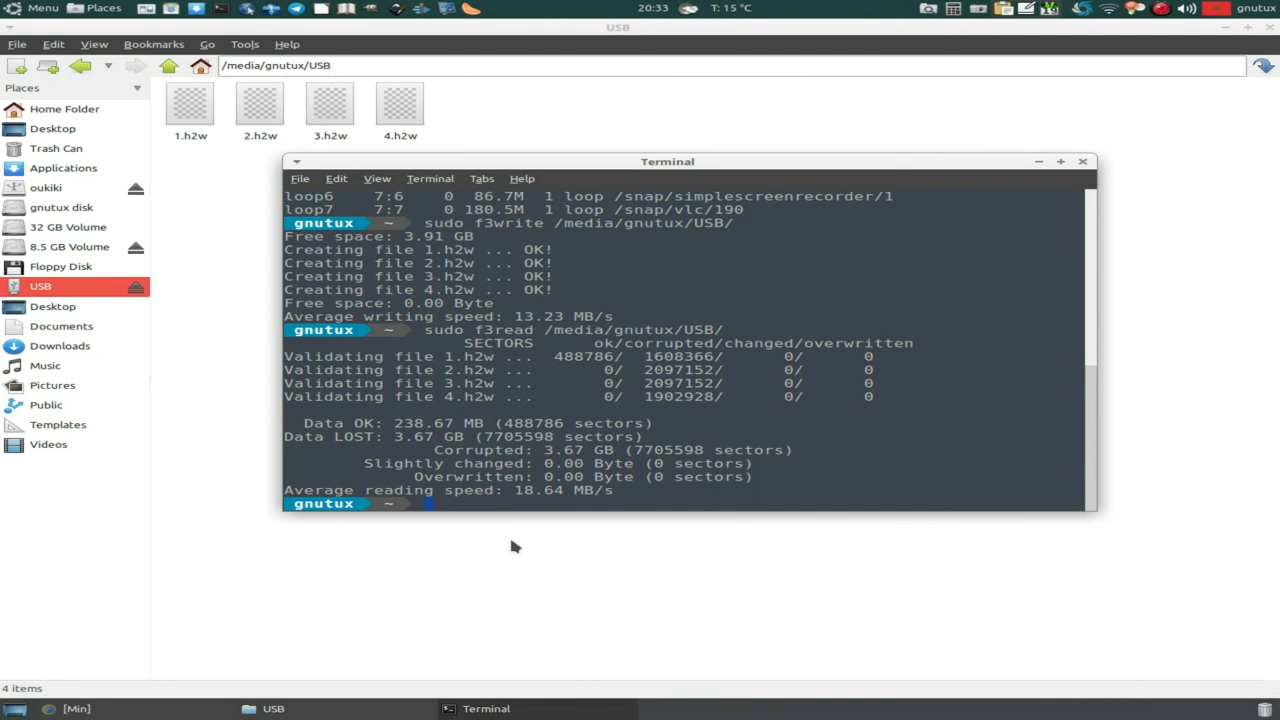 Menu Places 20:33 T: 15 °C gnutux
USB
File Edit View Bookmarks Go Tools Help
/media/gnutux/USB
Places
Home Folder
Desktop
Trash Can
Applications
oukiki
gnutux disk
32 GB Volume
8.5 GB Volume
Floppy Disk
USB
Desktop
Documents
Downloads
Music
Pictures
Public
Templates
Videos
1.h2w 2.h2w 3.h2w 4.h2w
Terminal
File Edit View Terminal Tabs Help
loop6 7:6 0 86.7M 1 loop /snap/simplescreenrecorder/1
loop7 7:7 0 180.5M 1 loop /snap/vlc/190
gnutux ~ sudo f3write /media/gnutux/USB/
Free space: 3.91 GB
Creating file 1.h2w ... OK!
Creating file 2.h2w ... OK!
Creating file 3.h2w ... OK!
Creating file 4.h2w ... OK!
Free space: 0.00 Byte
Average writing speed: 13.23 MB/s
gnutux ~ sudo f3read /media/gnutux/USB/
SECTORS ok/corrupted/changed/overwritten
Validating file 1.h2w ... 488786/ 1608366/ 0/ 0
Validating file 2.h2w ... 0/ 2097152/ 0/ 0
Validating file 3.h2w ... 0/ 2097152/ 0/ 0
Validating file 4.h2w ... 0/ 1902928/ 0/ 0
Data OK: 238.67 MB (488786 sectors)
Data LOST: 3.67 GB (7705598 sectors)
Corrupted: 3.67 GB (7705598 sectors)
Slightly changed: 0.00 Byte (0 sectors)
Overwritten: 0.00 Byte (0 sectors)
Average reading speed: 18.64 MB/s
gnutux ~
4 items
[Min] USB Terminal